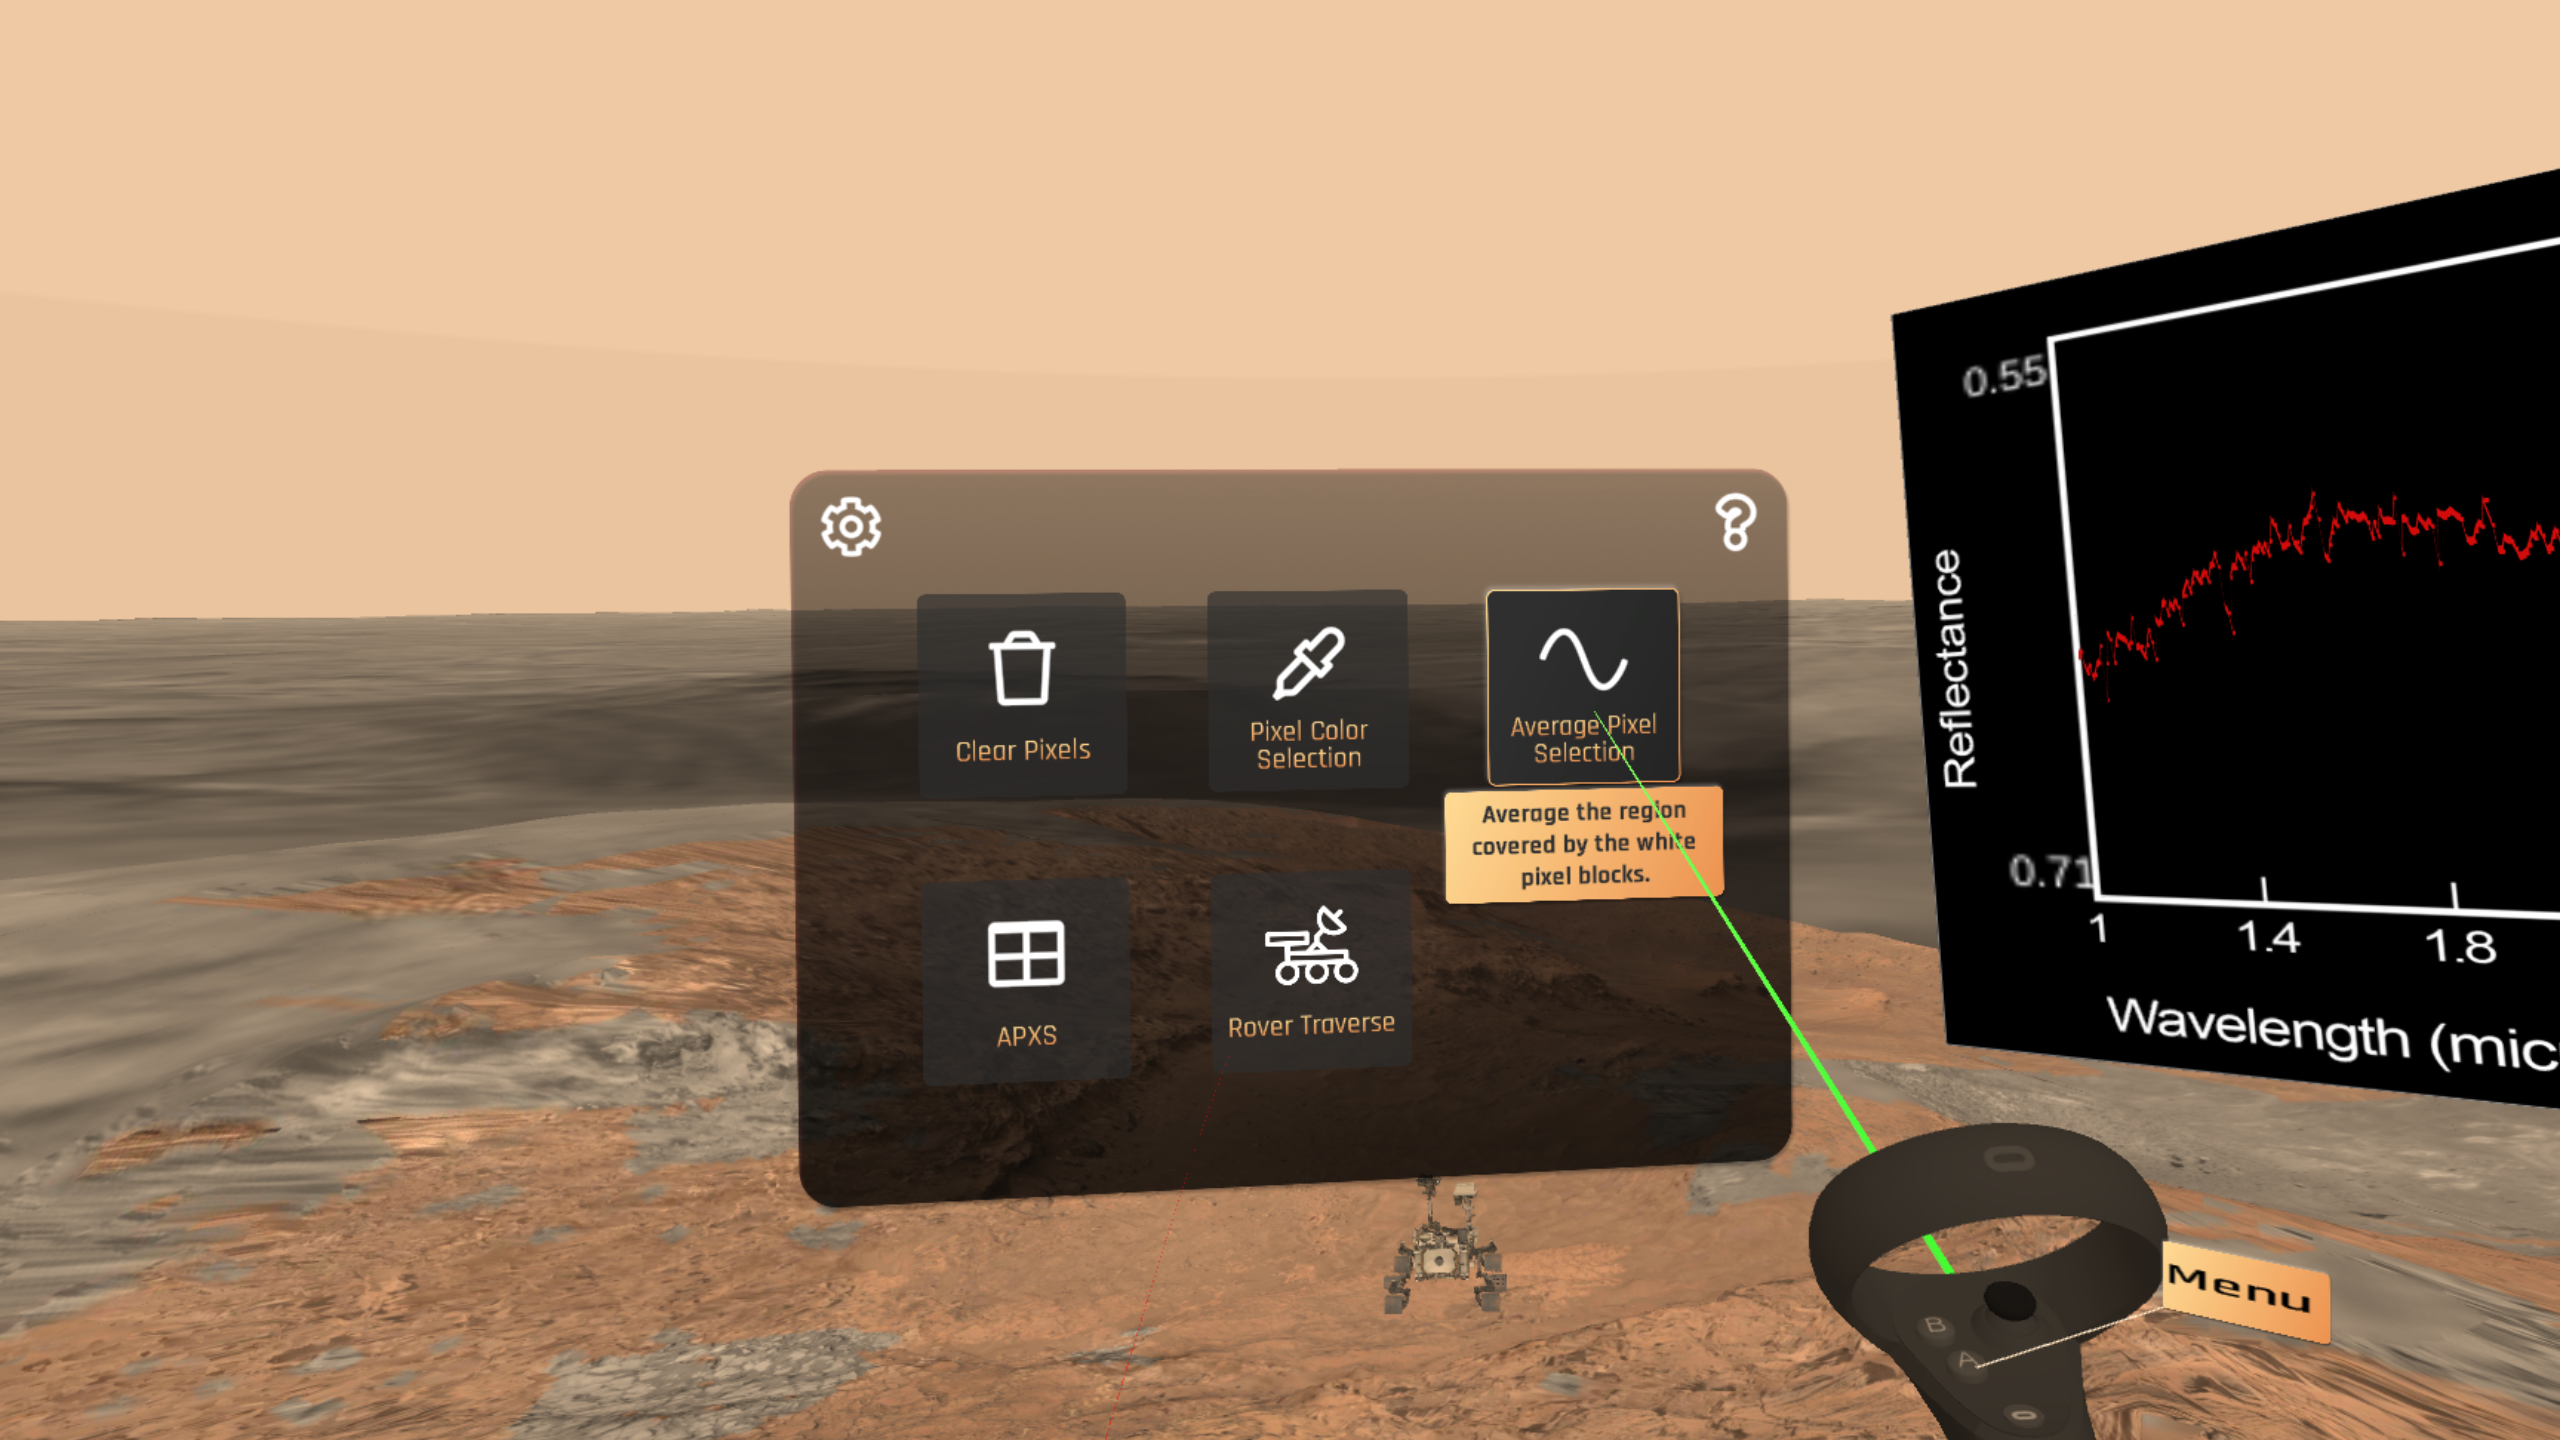 Clear Pixels
Pixel Color
Selection
Average Pixel
Selection
Average the region
covered by the white
pixel blocks.
APXS
Rover Traverse
0.55
Reflectance
0.71
1
1.4
1.8
Wavelength (mic
B
A
Menu